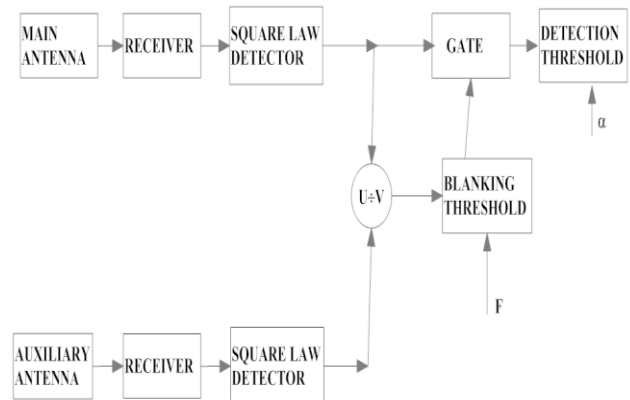 MAIN
ANTENNA
RECEIVER
SQUARE LAW
DETECTOR
GATE
DETECTION
THRESHOLD
α
U÷V
BLANKING
THRESHOLD
F
AUXILIARY
ANTENNA
RECEIVER
SQUARE LAW
DETECTOR